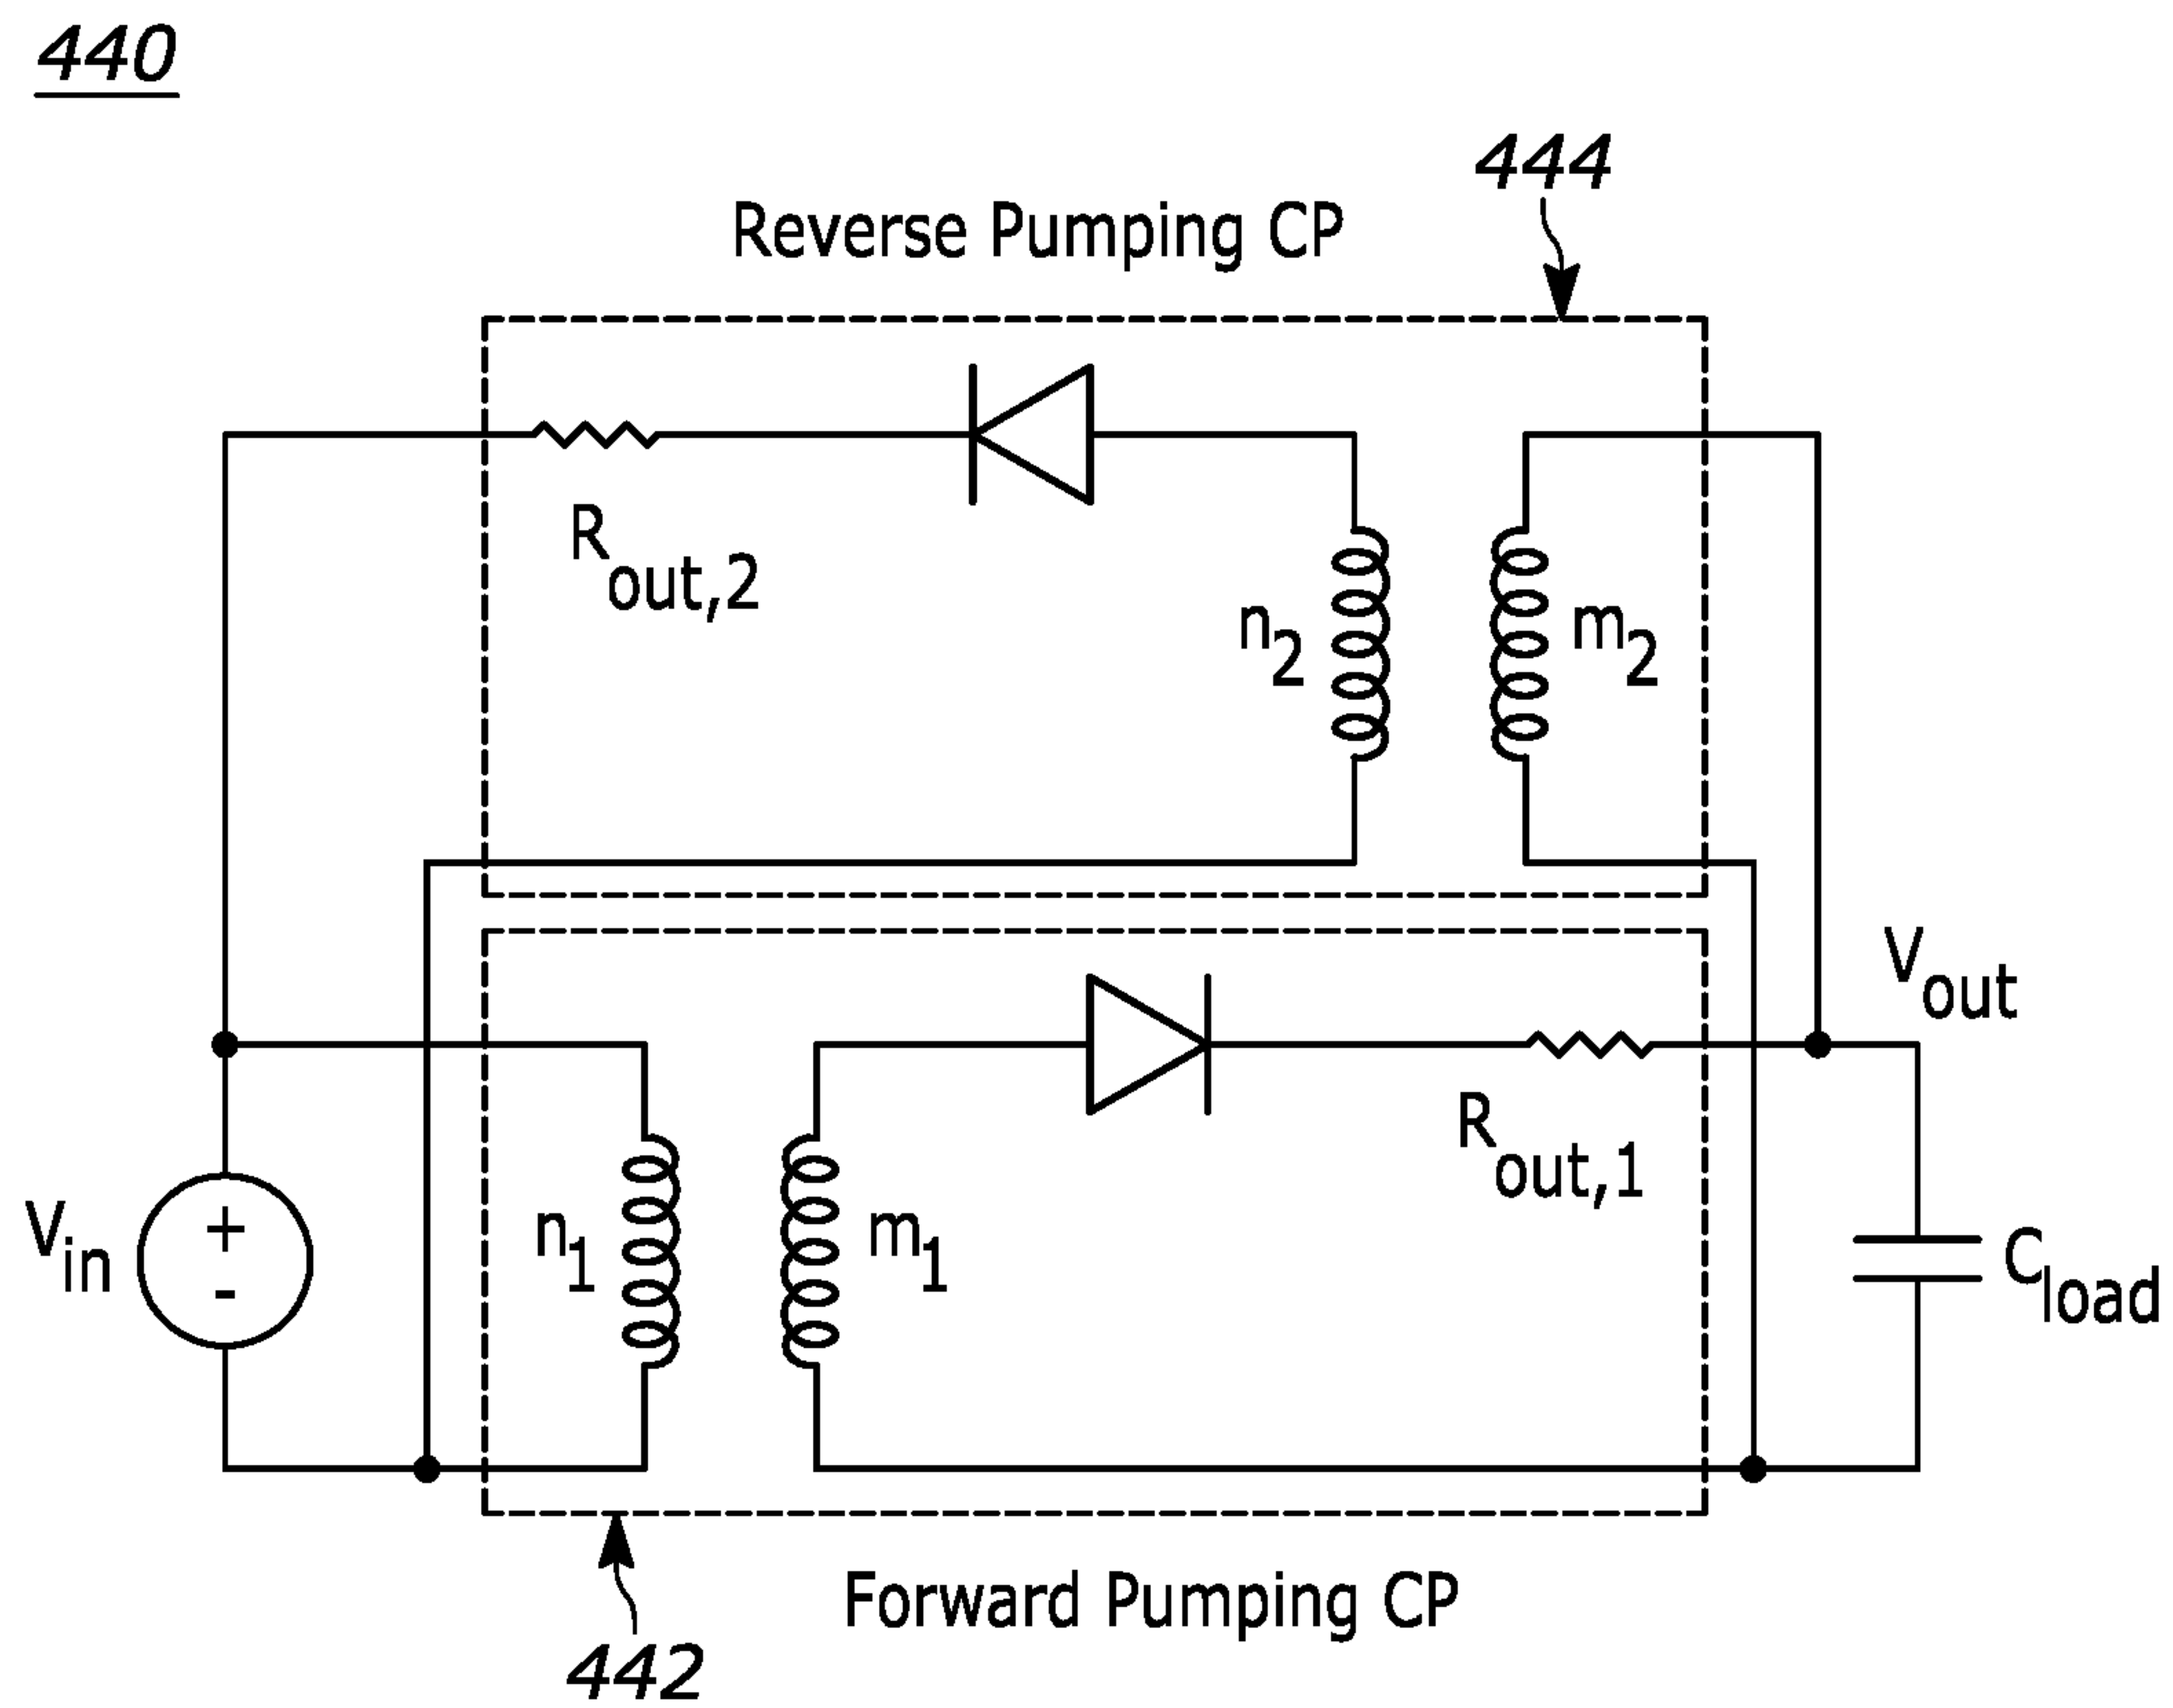 440
444
Reverse Pumping CP
Rout,2
n2
m2
Vout
Rout,1
Vin
+
-
n1
m1
Cload
Forward Pumping CP
442